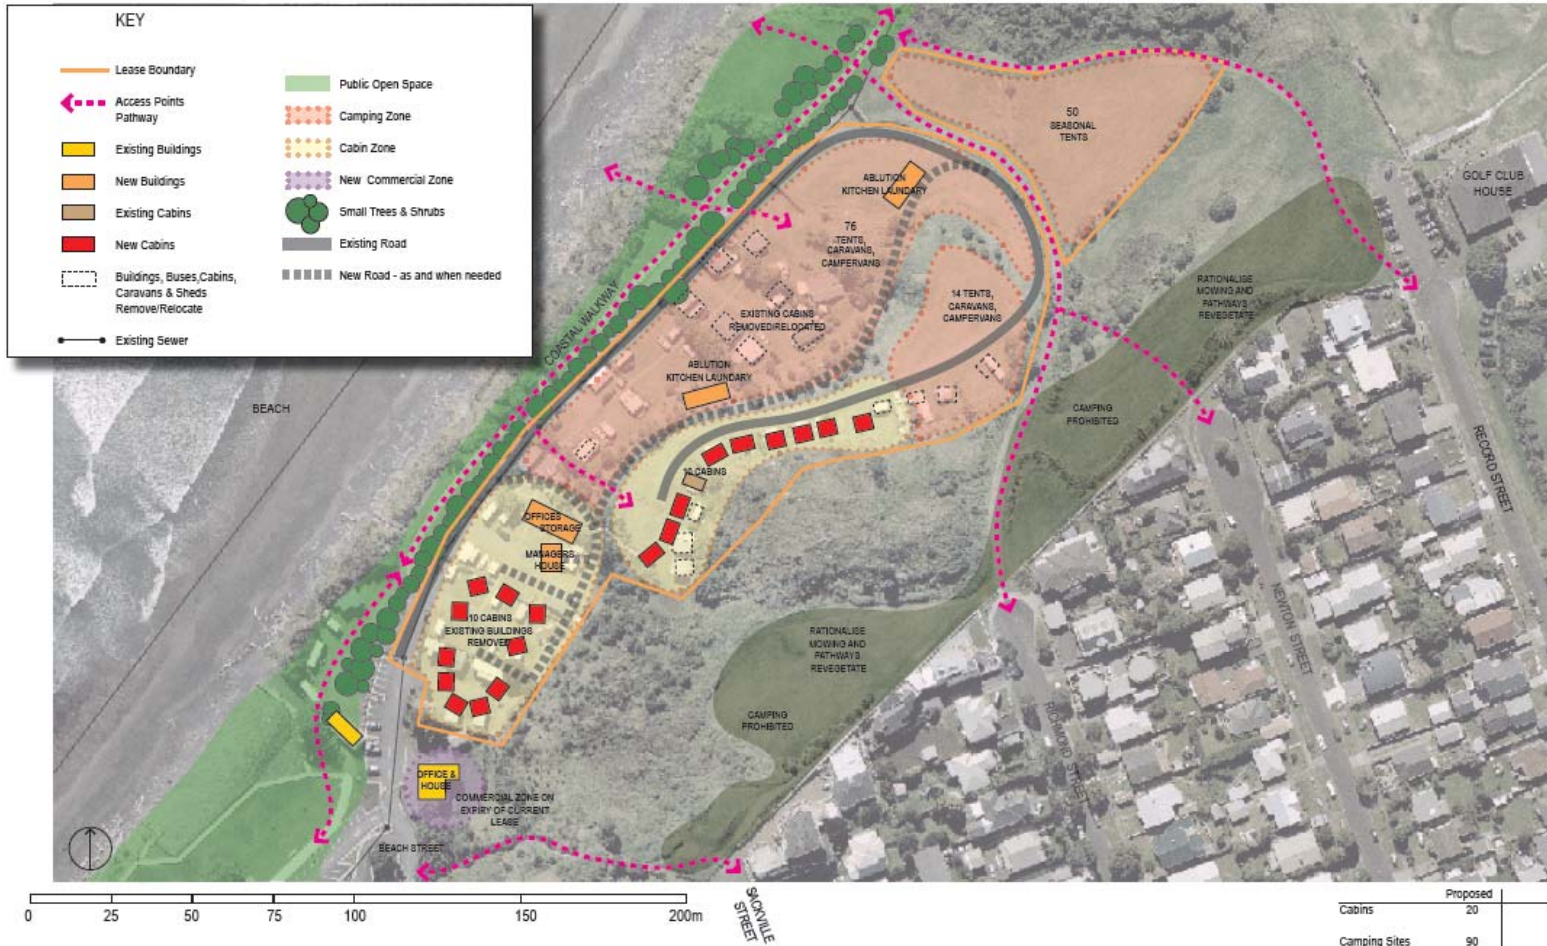 KEY
Lease Boundary
Access Points
Pathway
Existing Buildings
New Buildings
Existing Cabins
New Cabins
Buildings, Buses,Cabins,
Caravans & Sheds
Remove/Relocate
Existing Sewer
Public Open Space
Camping Zone
Cabin Zone
New Commercial Zone
Small Trees & Shrubs
Existing Road
New Road - as and when needed
50
SEASONAL
TENTS
GOLF CLUB
HOUSE
ABLUTION
KITCHEN LAUNDARY
76
TENTS,
CARAVANS,
CAMPERVANS
RATIONALISE
MOWING AND
PATHWAYS
REVEGETATE
14 TENTS,
CARAVANS,
CAMPERVANS
COASTAL WALKWAY
EXISTING CABINS
REMOVED/RELOCATED
ABLUTION
KITCHEN LAUNDARY
BEACH
CAMPING
PROHIBITED
RECORD STREET
10 CABINS
OFFICES
STORAGE
MANAGERS
HOUSE
10 CABINS
EXISTING BUILDINGS
REMOVED
RATIONALISE
MOWING AND
PATHWAYS
REVEGETATE
NEWTON STREET
CAMPING
PROHIBITED
RICHMOND STREET
OFFICE &
HOUSE
COMMERCIAL ZONE ON
EXPIRY OF CURRENT
LEASE
BEACH STREET
0 25 50 75 100 150 200m
SACKVILLE
STREET
Proposed
Cabins 20
Camping Sites 90